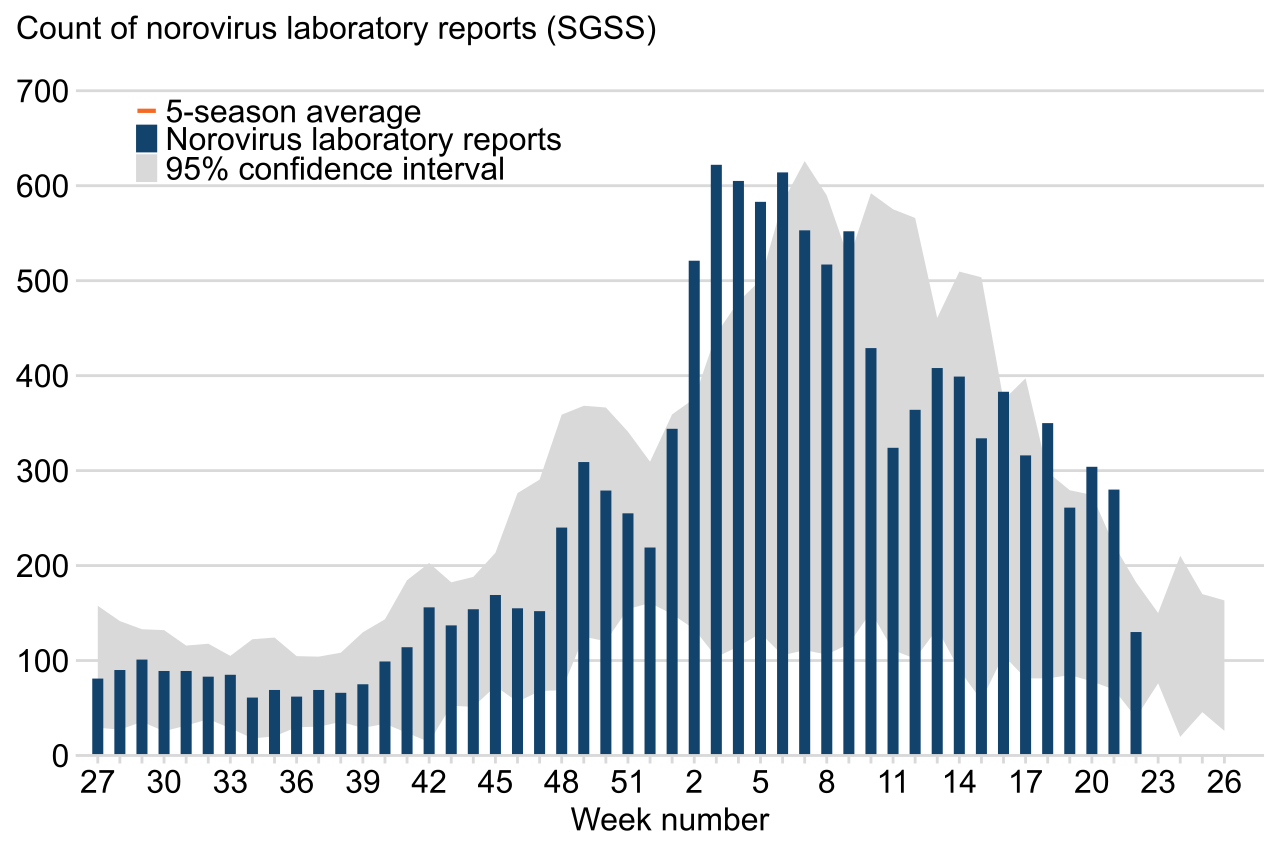 Count of norovirus laboratory reports (SGSS)
700
5-season average
Norovirus laboratory reports
95% confidence interval
600
500
400
300
200
100
0
27 30 33 36 39 42 45 48 51 2 5 8 11 14 17 20 23 26
Week number